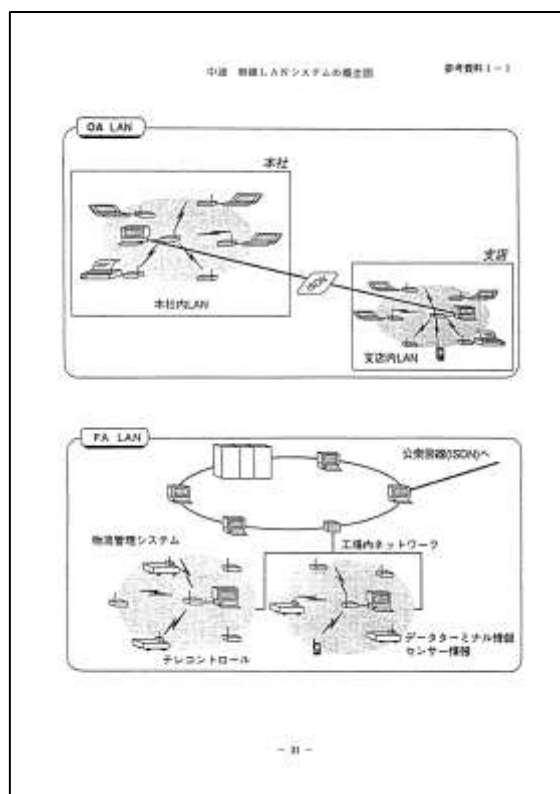 中速 無線LANシステムの概念図
参考資料1-1
OA LAN
本社
ISDN
本社内LAN
支店
支店内LAN
FA LAN
公衆回線(ISDN)へ
物流管理システム
工場内ネットワーク
テレコントロール
データターミナル情報
センサー情報